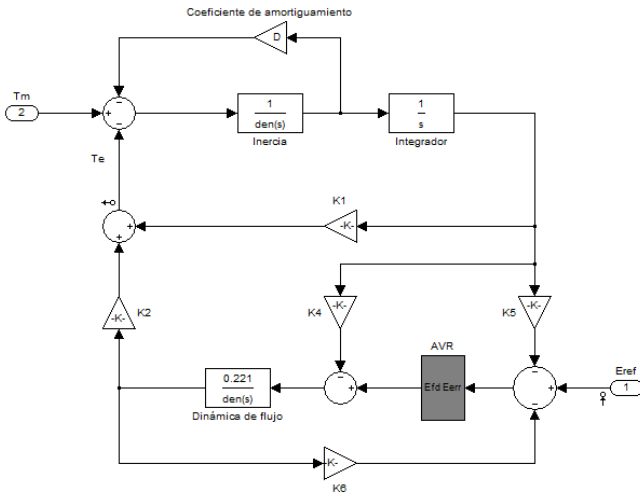 Coeficiente de amortiguamiento
D
Tm
2
1
den(s)
Inercia
1
s
Integrador
Te
K1
-K-
-K-
K2
-K-
K4
-K-
K5
AVR
Efd Eerr
Eref
1
0.221
den(s)
Dinámica de flujo
-K-
K6